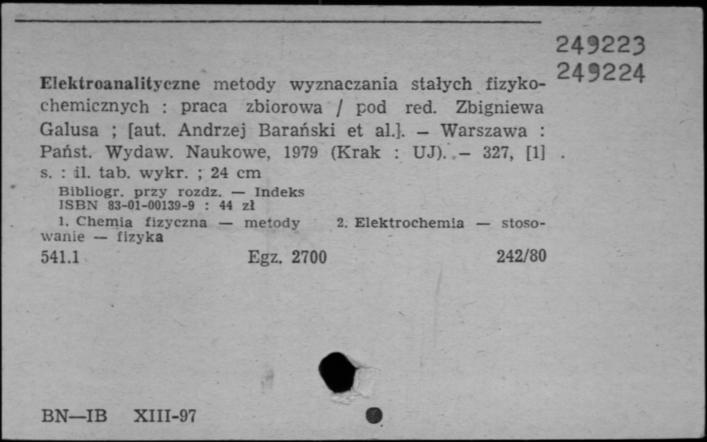 249223
249224
Elektroanalityczne metody wyznaczania stałych fizyko-
chemicznych : praca zbiorowa / pod red. Zbigniewa
Galusa ; [aut. Andrzej Barański et al.]. — Warszawa :
Państ. Wydaw. Naukowe, 1979 (Krak : UJ). — 327, [1]
s. : il. tab. wykr. ; 24 cm
Bibliogr. przy rozdz. — Indeks
ISBN 83-01-00139-9 : 44 zł
1. Chemia fizyczna — metody 2. Elektrochemia — stoso-
wanie — fizyka
541.1 Egz. 2700 242/80
BN—IB XIII-97